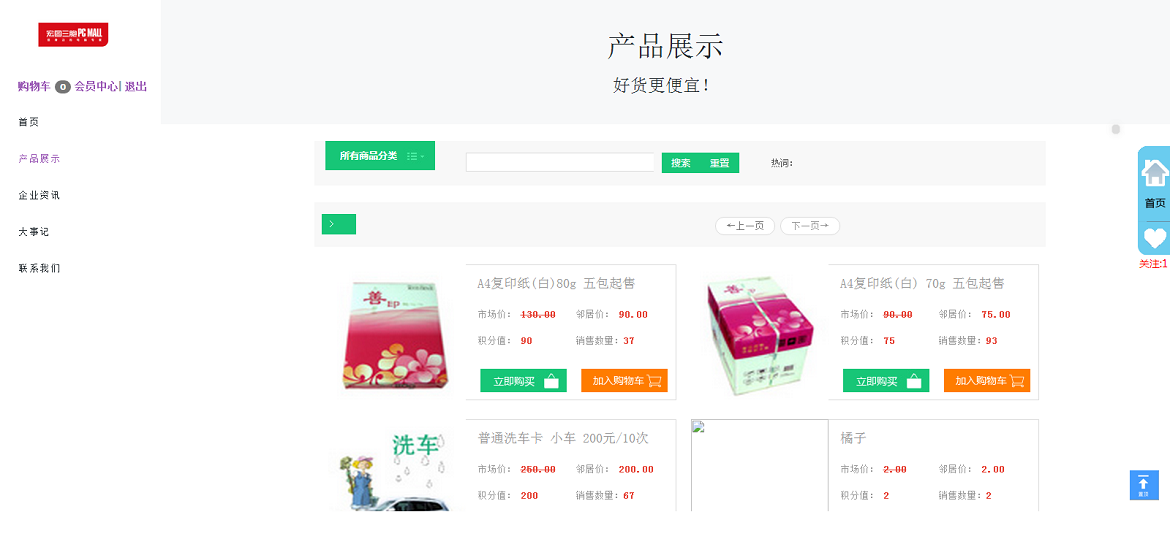 宏图三胞PC MALL
购物车 0 会员中心| 退出
首页
产品展示
企业资讯
大事记
联系我们
产品展示
好货更便宜!
所有商品分类
搜索 重置
热词:
←上一页 下一页→
首页
关注:1
A4复印纸(白)80g 五包起售
市场价: 130.00 邻居价: 90.00
积分值: 90 销售数量:37
立即购买 加入购物车
A4复印纸(白) 70g 五包起售
市场价: 90.00 邻居价: 75.00
积分值: 75 销售数量:93
立即购买 加入购物车
善印
善印
洗车
普通洗车卡 小车 200元/10次
市场价: 250.00 邻居价: 200.00
积分值: 200 销售数量:67
橘子
市场价: 2.00 邻居价: 2.00
积分值: 2 销售数量:2